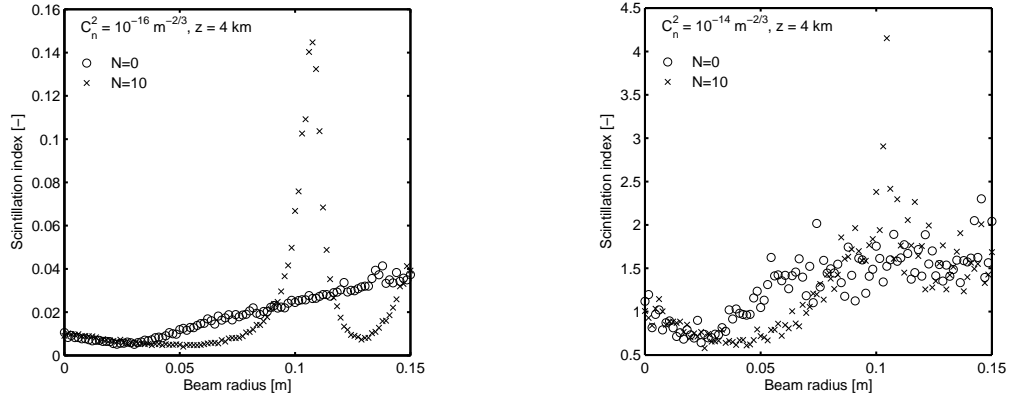 C_n^2 = 10^-16 m^-2/3, z = 4 km
N=0
N=10
0.16
0.14
0.12
0.1
0.08
0.06
0.04
0.02
0
Scintillation index [–]
0
0.05
0.1
0.15
Beam radius [m]
C_n^2 = 10^-14 m^-2/3, z = 4 km
N=0
N=10
4.5
4
3.5
3
2.5
2
1.5
1
0.5
Scintillation index [–]
0
0.05
0.1
0.15
Beam radius [m]